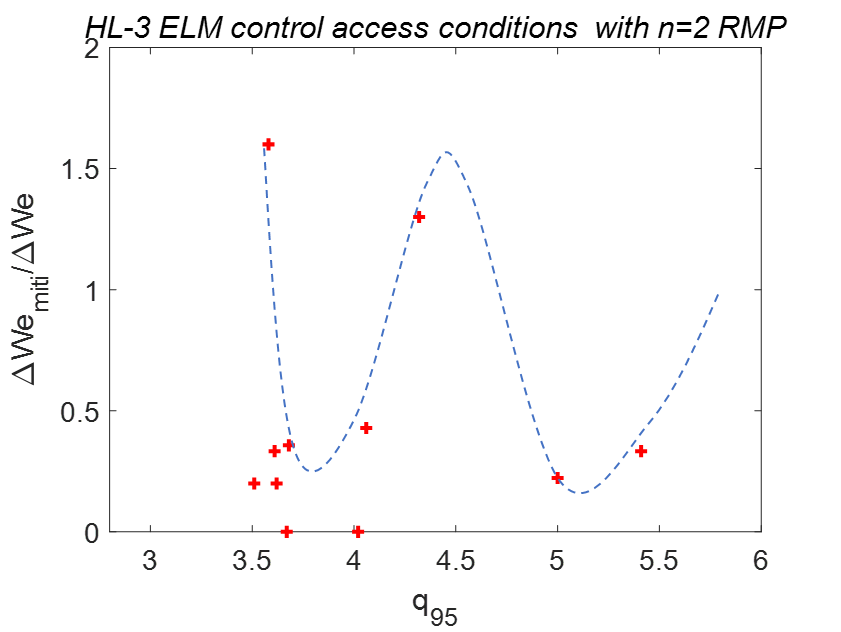 HL-3 ELM control access conditions with n=2 RMP
2
1.5
1
0.5
0
ΔWe_miti/ΔWe
3 3.5 4 4.5 5 5.5 6
q_95